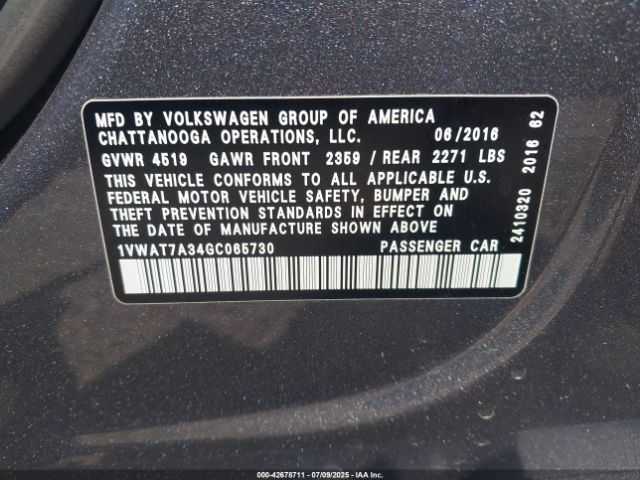 MFD BY VOLKSWAGEN GROUP OF AMERICA
CHATTANOOGA OPERATIONS, LLC. 06/2016
GVWR 4519 GAWR FRONT 2359 / REAR 2271 LBS
THIS VEHICLE CONFORMS TO ALL APPLICABLE U.S.
FEDERAL MOTOR VEHICLE SAFETY, BUMPER AND
THEFT PREVENTION STANDARDS IN EFFECT ON
THE DATE OF MANUFACTURE SHOWN ABOVE
1VWAT7A34GC065730 PASSENGER CAR
2410320 2016 62
000-42678711 - 07/09/2025 - IAAI Inc.